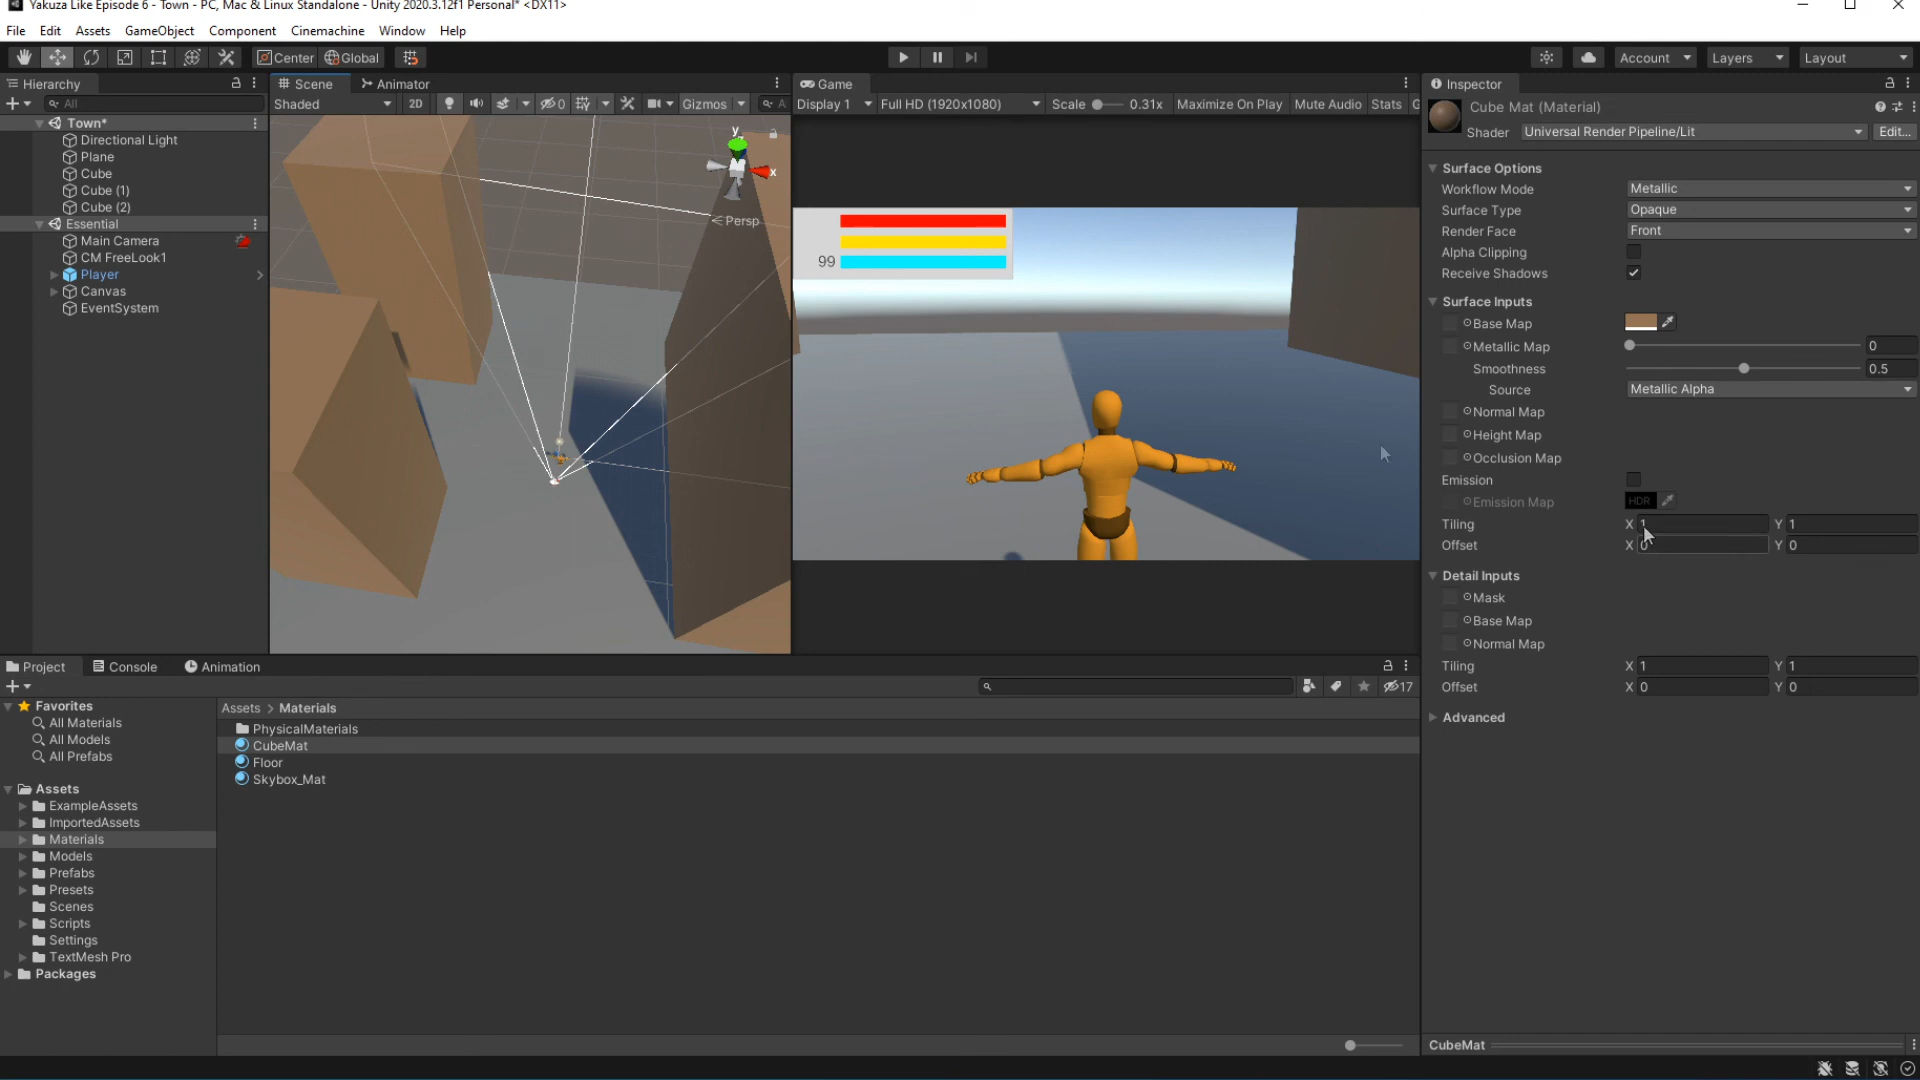 Yakuza Like Episode 6 - Town - PC, Mac & Linux Standalone - Unity 2020.3.12f1 Personal* <DX11>
File Edit Assets GameObject Component Cinemachine Window Help
Center Global Account Layers Layout
Hierarchy
All
Town*
Directional Light
Plane
Cube
Cube (1)
Cube (2)
Essential
Main Camera
CM FreeLook1
Player
Canvas
EventSystem
Scene Animator
Shaded 2D 0 Gizmos A
y
x
Persp
Game
Display 1 Full HD (1920x1080) Scale 0.31x Maximize On Play Mute Audio Stats G
99
Inspector
Cube Mat (Material)
Shader Universal Render Pipeline/Lit Edit...
Surface Options
Workflow Mode Metallic
Surface Type Opaque
Render Face Front
Alpha Clipping
Receive Shadows
Surface Inputs
Base Map
Metallic Map 0
Smoothness 0.5
Source Metallic Alpha
Normal Map
Height Map
Occlusion Map
Emission
Emission Map HDR
Tiling X 1 Y 1
Offset X 0 Y 0
Detail Inputs
Mask
Base Map
Normal Map
Tiling X 1 Y 1
Offset X 0 Y 0
Advanced
CubeMat
Project Console Animation
17
Favorites
All Materials
All Models
All Prefabs
Assets
ExampleAssets
ImportedAssets
Materials
Models
Prefabs
Presets
Scenes
Scripts
Settings
TextMesh Pro
Packages
Assets > Materials
PhysicalMaterials
CubeMat
Floor
Skybox_Mat